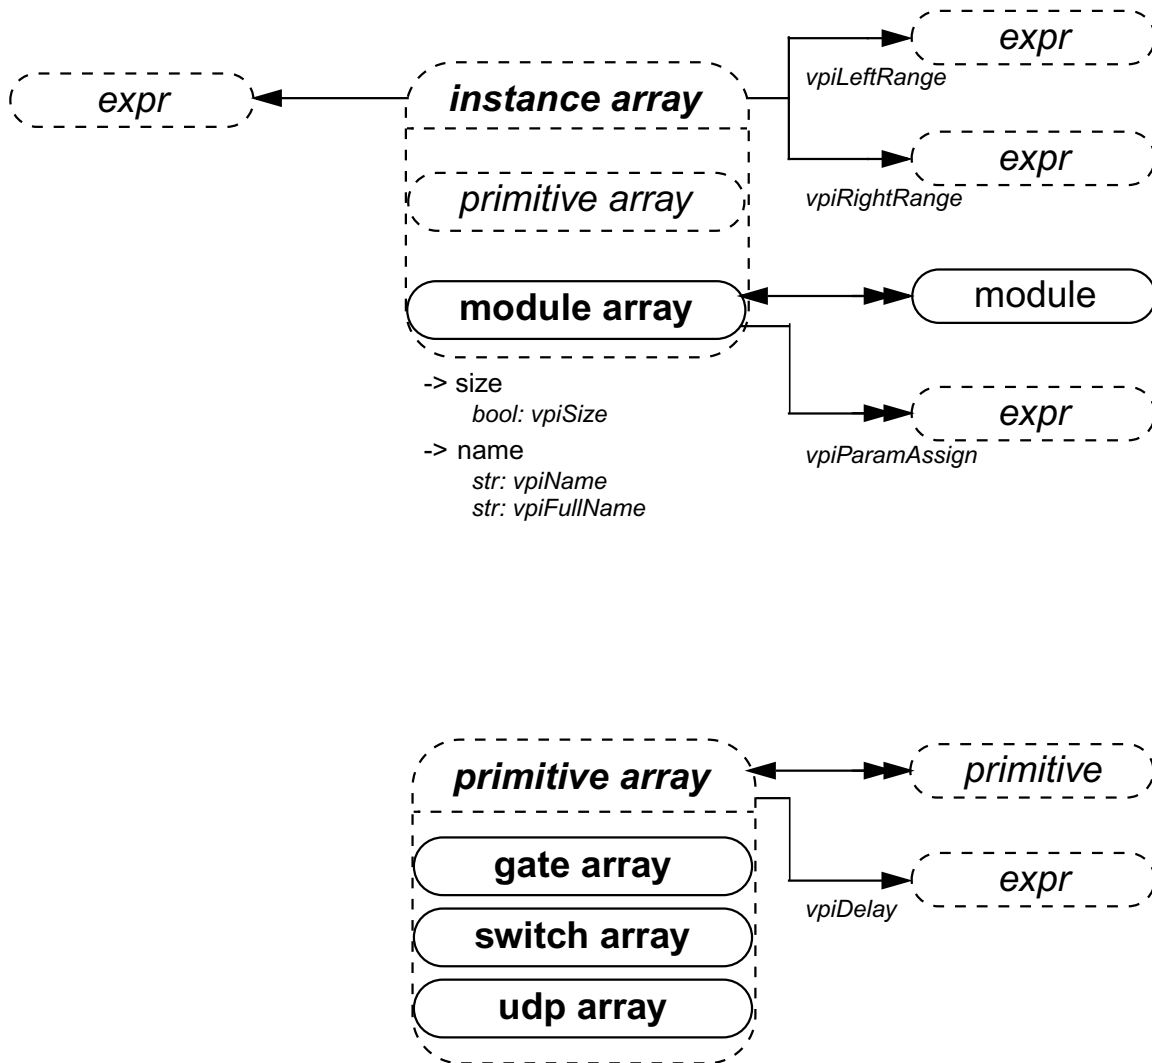 expr
expr
instance array
vpiLeftRange
expr
primitive array
vpiRightRange
module array
module
-> size
bool: vpiSize
expr
-> name
vpiParamAssign
str: vpiName
str: vpiFullName
primitive array
primitive
gate array
expr
vpiDelay
switch array
udp array